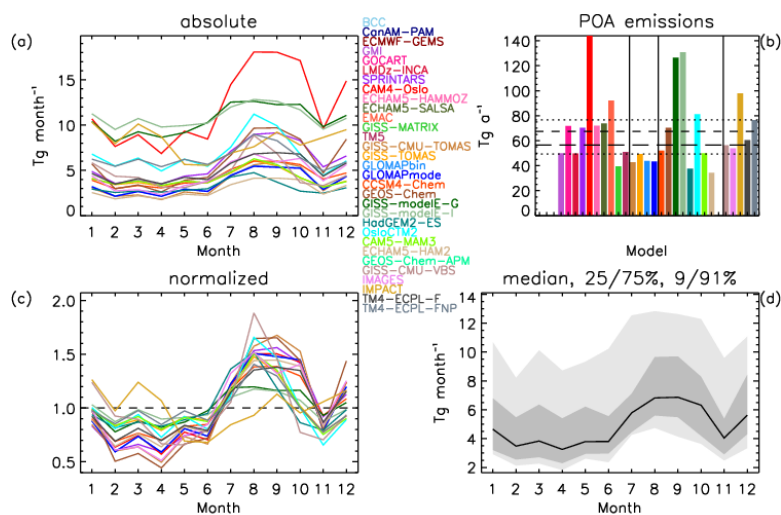 absolute
(a)
Tg month⁻¹
15
10
5
0
1 2 3 4 5 6 7 8 9 10 11 12
Month
BCC
CanAM-PAM
ECMWF-GEMS
GMI
GOCART
LMDz-INCA
SPRINTARS
CAM4-Oslo
ECHAM5-HAMMOZ
ECHAM5-SALSA
EMAC
GISS-MATRIX
TM5
GISS-CMU-TOMAS
GISS-TOMAS
GLOMAPbin
GLOMAPmode
CCSM4-Chem
GEOS-Chem
GISS-modelE-G
GISS-modelE-I
HadGEM2-ES
OsloCTM2
CAM5-MAM3
ECHAM5-HAM2
GEOS-Chem-APM
GISS-CMU-VBS
IMAGES
IMPACT
TM4-ECPL-F
TM4-ECPL-FNP
POA emissions
(b)
Tg a⁻¹
140
120
100
80
60
40
20
0
Model
normalized
(c)
2.0
1.5
1.0
0.5
1 2 3 4 5 6 7 8 9 10 11 12
Month
median, 25/75%, 9/91%
(d)
Tg month⁻¹
14
12
10
8
6
4
2
1 2 3 4 5 6 7 8 9 10 11 12
Month